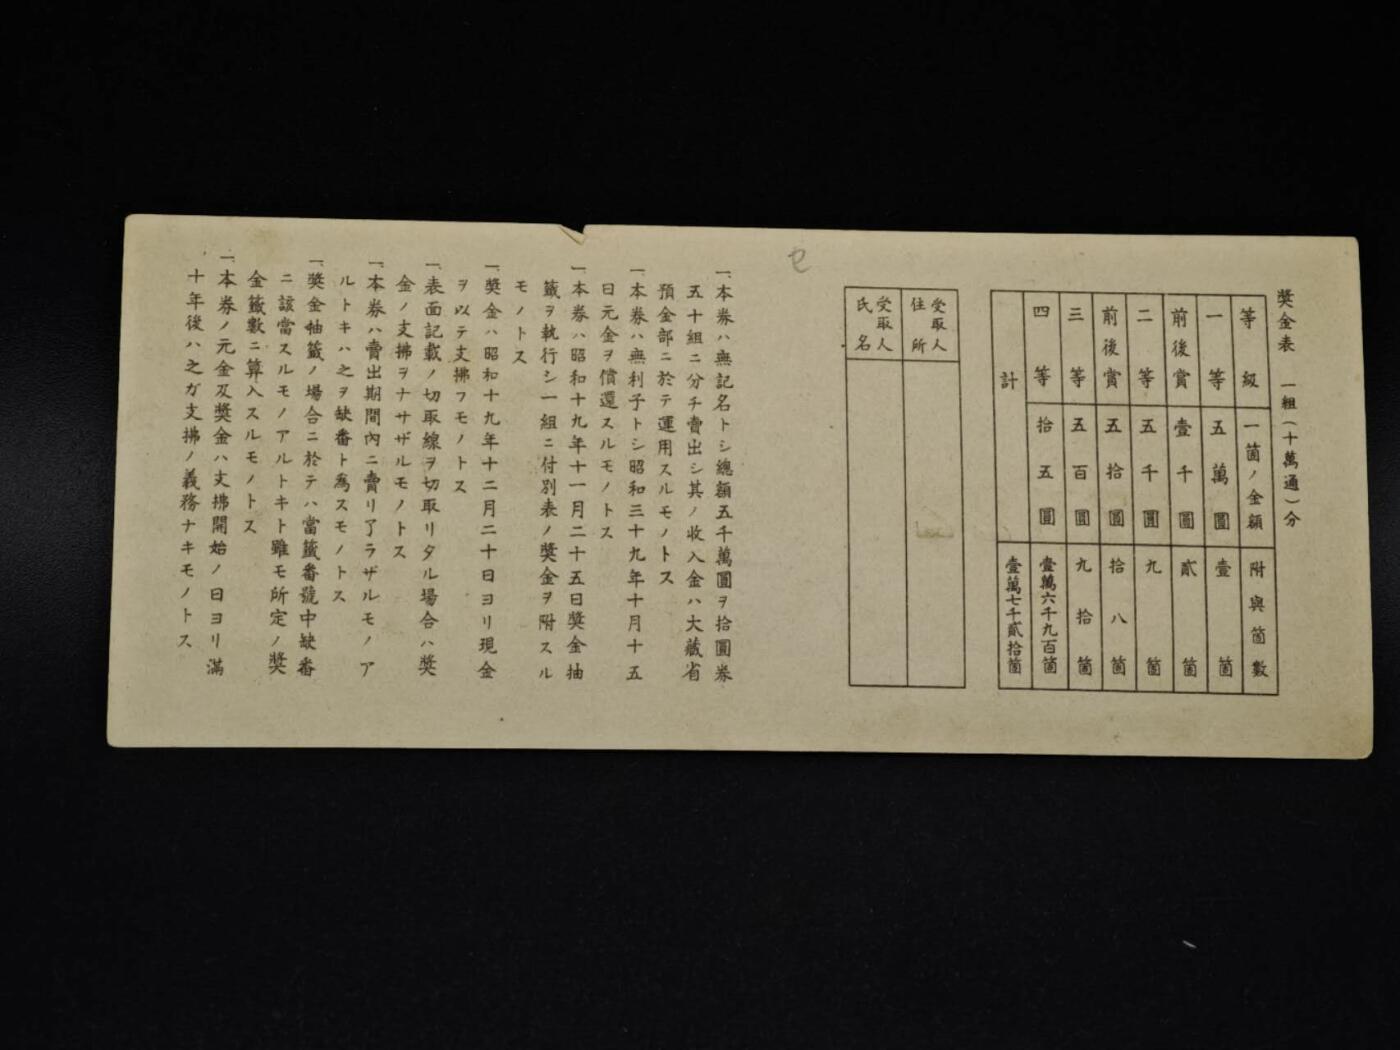 奬金表 一組(十萬通)分
等級 一箇ノ金額 附與箇數
一等 五萬圓 壹箇
前後賞 壹千圓 貳箇
二等 五千圓 九箇
前後賞 五拾圓 拾八箇
三等 五百圓 九拾箇
四等 拾五圓 壹萬六千九百箇
計 壹萬七千貳拾箇
受取人住所
受取人氏名
一、本券ハ無記名トシ總額五千萬圓ヲ拾圓券
五十組ニ分チ賣出シ其ノ收入金ハ大藏省
預金部ニ於テ運用スルモノトス
一、本券ハ無利子トシ昭和三十九年十月十五
日元金ヲ償還スルモノトス
一、本券ハ昭和十九年十一月二十五日奬金抽
籤ヲ執行シ一組ニ付別表ノ奬金ヲ附スル
モノトス
一、奬金ハ昭和十九年十二月二十日ヨリ現金
ヲ以テ支拂フモノトス
一、表面記載ノ切取線ヲ切取リタル場合ハ奬
金ノ支拂ヲナサザルモノトス
一、本券ハ賣出期間內ニ賣リ了ラザルモノア
ルトキハ之ヲ缺番ト爲スモノトス
一、奬金抽籤ノ場合ニ於テハ當籤番號中缺番
ニ該當スルモノアルトキト雖モ所定ノ奬
金籤數ニ算入スルモノトス
一、本券ノ元金及奬金ハ支拂開始ノ日ヨリ滿
十年後ハ之ガ支拂ノ義務ナキモノトス